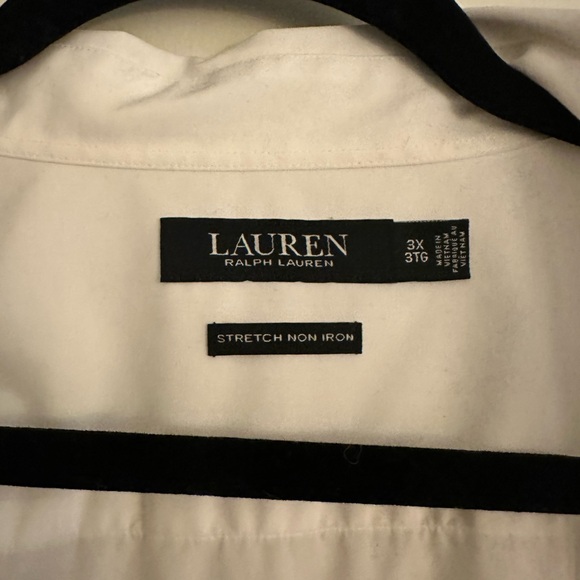 LAUREN
RALPH LAUREN
3X
3TG
MADE IN
VIETNAM
FABRIQUÉ AU
VIETNAM
STRETCH NON IRON